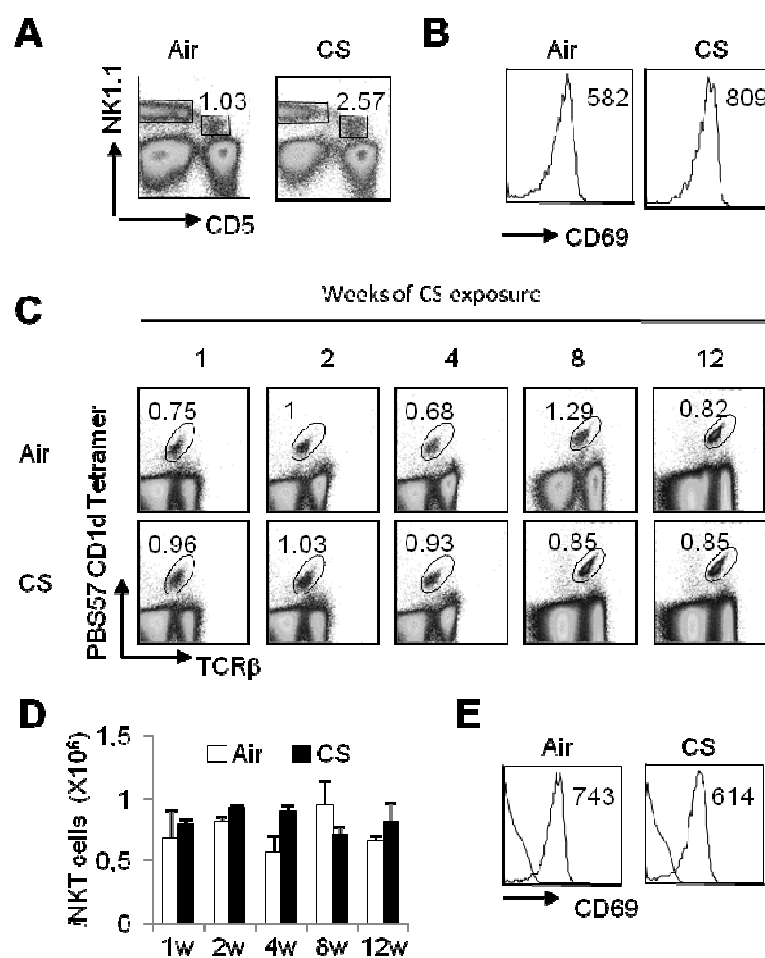 A
Air CS
NK1.1
1.03 2.57
CD5
B
Air CS
582 809
CD69
C
Weeks of CS exposure
1 2 4 8 12
Air
0.75 1 0.68 1.29 0.82
CS
0.96 1.03 0.93 0.85 0.85
PBS57 CD1d Tetramer
TCRβ
D
iNKT cells (X10⁶)
1.5
1
0.5
0
Air CS
1w 2w 4w 8w 12w
E
Air CS
743 614
CD69